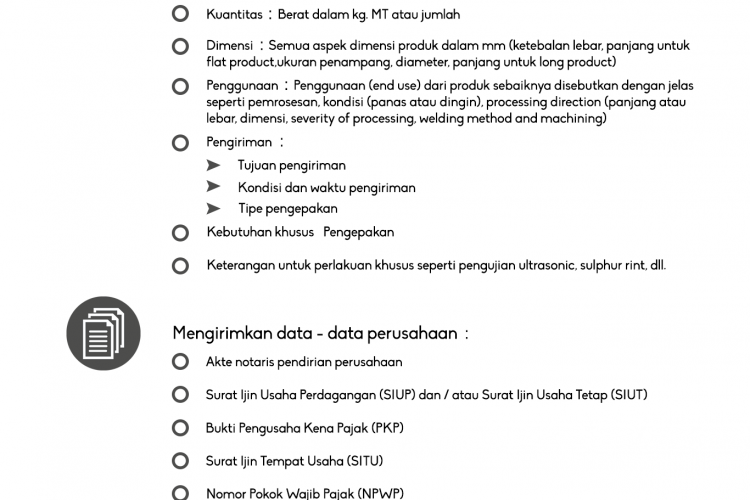 Kuantitas : Berat dalam kg. MT atau jumlah
Dimensi : Semua aspek dimensi produk dalam mm (ketebalan lebar, panjang untuk
flat product,ukuran penampang, diameter, panjang untuk long product)
Penggunaan : Penggunaan (end use) dari produk sebaiknya disebutkan dengan jelas
seperti pemrosesan, kondisi (panas atau dingin), processing direction (panjang atau
lebar, dimensi, severity of processing, welding method and machining)
Pengiriman :
Tujuan pengiriman
Kondisi dan waktu pengiriman
Tipe pengepakan
Kebutuhan khusus Pengepakan
Keterangan untuk perlakuan khusus seperti pengujian ultrasonic, sulphur rint, dll.
Mengirimkan data - data perusahaan :
Akte notaris pendirian perusahaan
Surat Ijin Usaha Perdagangan (SIUP) dan / atau Surat Ijin Usaha Tetap (SIUT)
Bukti Pengusaha Kena Pajak (PKP)
Surat Ijin Tempat Usaha (SITU)
Nomor Pokok Wajib Pajak (NPWP)